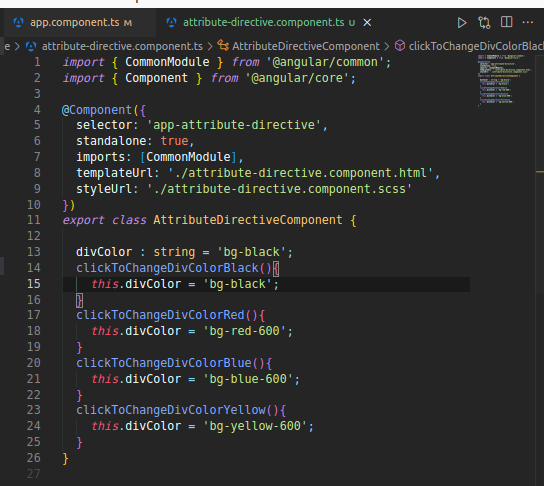 app.component.ts M
attribute-directive.component.ts U
e > attribute-directive.component.ts > AttributeDirectiveComponent > clickToChangeDivColorBlac
1 import { CommonModule } from '@angular/common';
2 import { Component } from '@angular/core';
3
4 @Component({
5 selector: 'app-attribute-directive',
6 standalone: true,
7 imports: [CommonModule],
8 templateUrl: './attribute-directive.component.html',
9 styleUrl: './attribute-directive.component.scss'
10 })
11 export class AttributeDirectiveComponent {
12
13 divColor : string = 'bg-black';
14 clickToChangeDivColorBlack(){
15 this.divColor = 'bg-black';
16 }
17 clickToChangeDivColorRed(){
18 this.divColor = 'bg-red-600';
19 }
20 clickToChangeDivColorBlue(){
21 this.divColor = 'bg-blue-600';
22 }
23 clickToChangeDivColorYellow(){
24 this.divColor = 'bg-yellow-600';
25 }
26 }
27